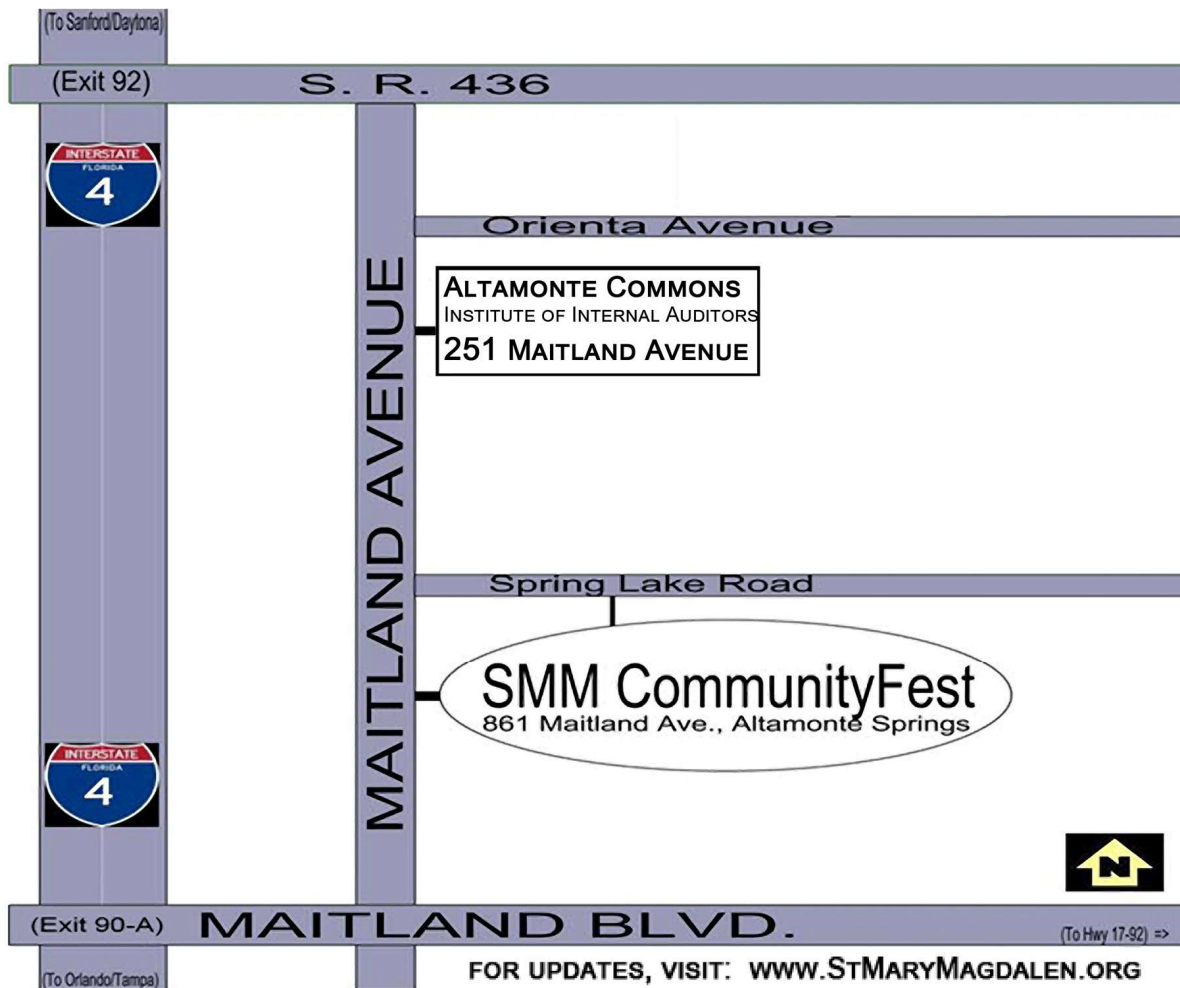 (To Sanford/Daytona)
(Exit 92)
S. R. 436
INTERSTATE
FLORIDA
4
Orienta Avenue
MAITLAND AVENUE
ALTAMONTE COMMONS
INSTITUTE OF INTERNAL AUDITORS
251 MAITLAND AVENUE
Spring Lake Road
SMM CommunityFest
861 Maitland Ave., Altamonte Springs
INTERSTATE
FLORIDA
4
N
(Exit 90-A)
MAITLAND BLVD.
(To Hwy 17-92) =>
(To Orlando/Tampa)
FOR UPDATES, VISIT: WWW.STMARYMAGDALEN.ORG